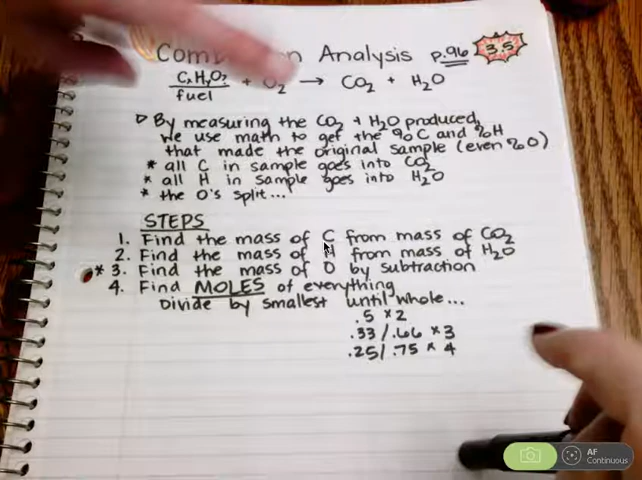 Combustion Analysis p.96 3.5
CxHyO? + O2 → CO2 + H2O
fuel
By measuring the CO2 + H2O produced,
we use math to get the %C and %H
that made the original sample (even %O)
* all C in sample goes into CO2
* all H in sample goes into H2O
* the O's split...
STEPS
1. Find the mass of C from mass of CO2
2. Find the mass of H from mass of H2O
* 3. Find the mass of O by subtraction
4. Find MOLES of everything
Divide by smallest until whole...
.5 x2
.33/.66 x3
.25/.75 x 4
AF
Continuous